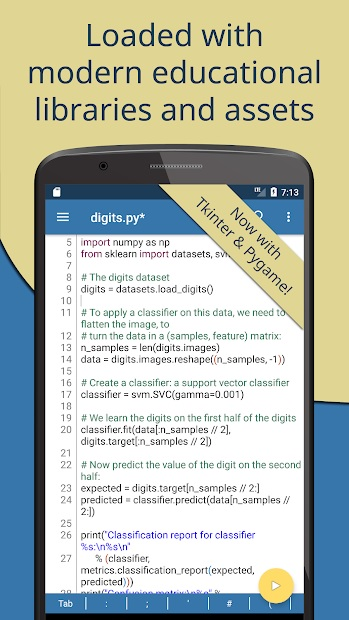 Loaded with
modern educational
libraries and assets
7:13
digits.py*
Now with
Tkinter & Pygame!
5 import numpy as np
6 from sklearn import datasets, sv
7
8 # The digits dataset
9 digits = datasets.load_digits()
10
11 # To apply a classifier on this data, we need to
flatten the image, to
12 # turn the data in a (samples, feature) matrix:
13 n_samples = len(digits.images)
14 data = digits.images.reshape((n_samples, -1))
15
16 # Create a classifier: a support vector classifier
17 classifier = svm.SVC(gamma=0.001)
18
19 # We learn the digits on the first half of the digits
20 classifier.fit(data[:n_samples // 2],
digits.target[:n_samples // 2])
21
22 # Now predict the value of the digit on the second
half:
23 expected = digits.target[n_samples // 2:]
24 predicted = classifier.predict(data[n_samples //
2:])
25
26 print("Classification report for classifier
%s:\n%s\n"
27 % (classifier,
metrics.classification_report(expected,
predicted)))
28 print("Confusion matrix:\n%s" %
Tab : ; ' # (